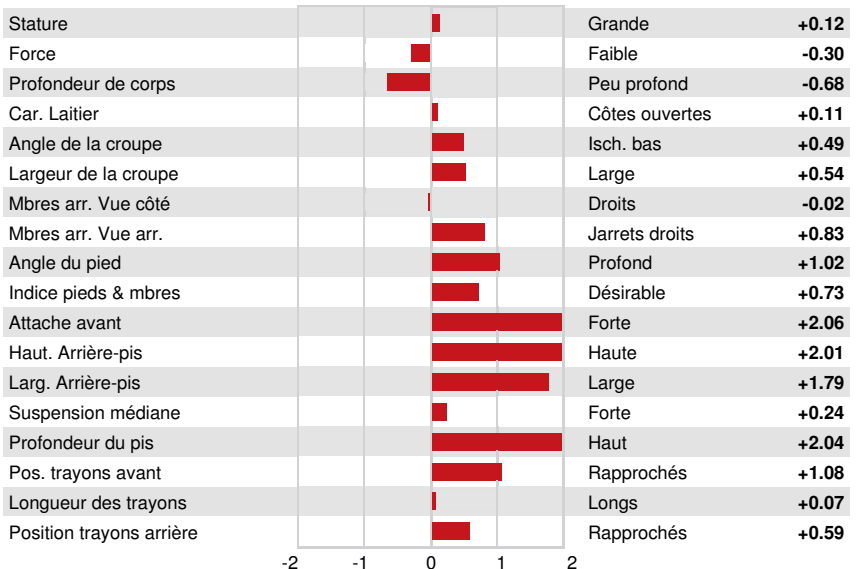 Stature Grande +0.12
Force Faible -0.30
Profondeur de corps Peu profond -0.68
Car. Laitier Côtes ouvertes +0.11
Angle de la croupe Isch. bas +0.49
Largeur de la croupe Large +0.54
Mbres arr. Vue côté Droits -0.02
Mbres arr. Vue arr. Jarrets droits +0.83
Angle du pied Profond +1.02
Indice pieds & mbres Désirable +0.73
Attache avant Forte +2.06
Haut. Arrière-pis Haute +2.01
Larg. Arrière-pis Large +1.79
Suspension médiane Forte +0.24
Profondeur du pis Haut +2.04
Pos. trayons avant Rapprochés +1.08
Longueur des trayons Longs +0.07
Position trayons arrière Rapprochés +0.59
-2 -1 0 1 2